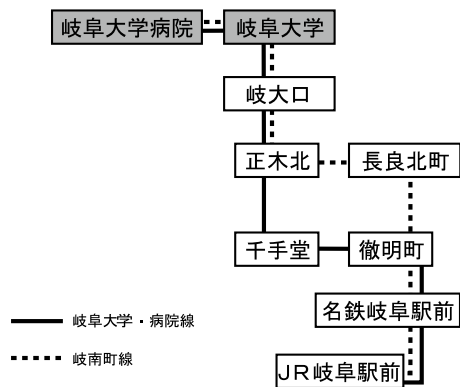 岐阜大学病院
岐阜大学
岐大口
正木北
長良北町
千手堂
徹明町
名鉄岐阜駅前
JR岐阜駅前
岐阜大学・病院線
岐南町線